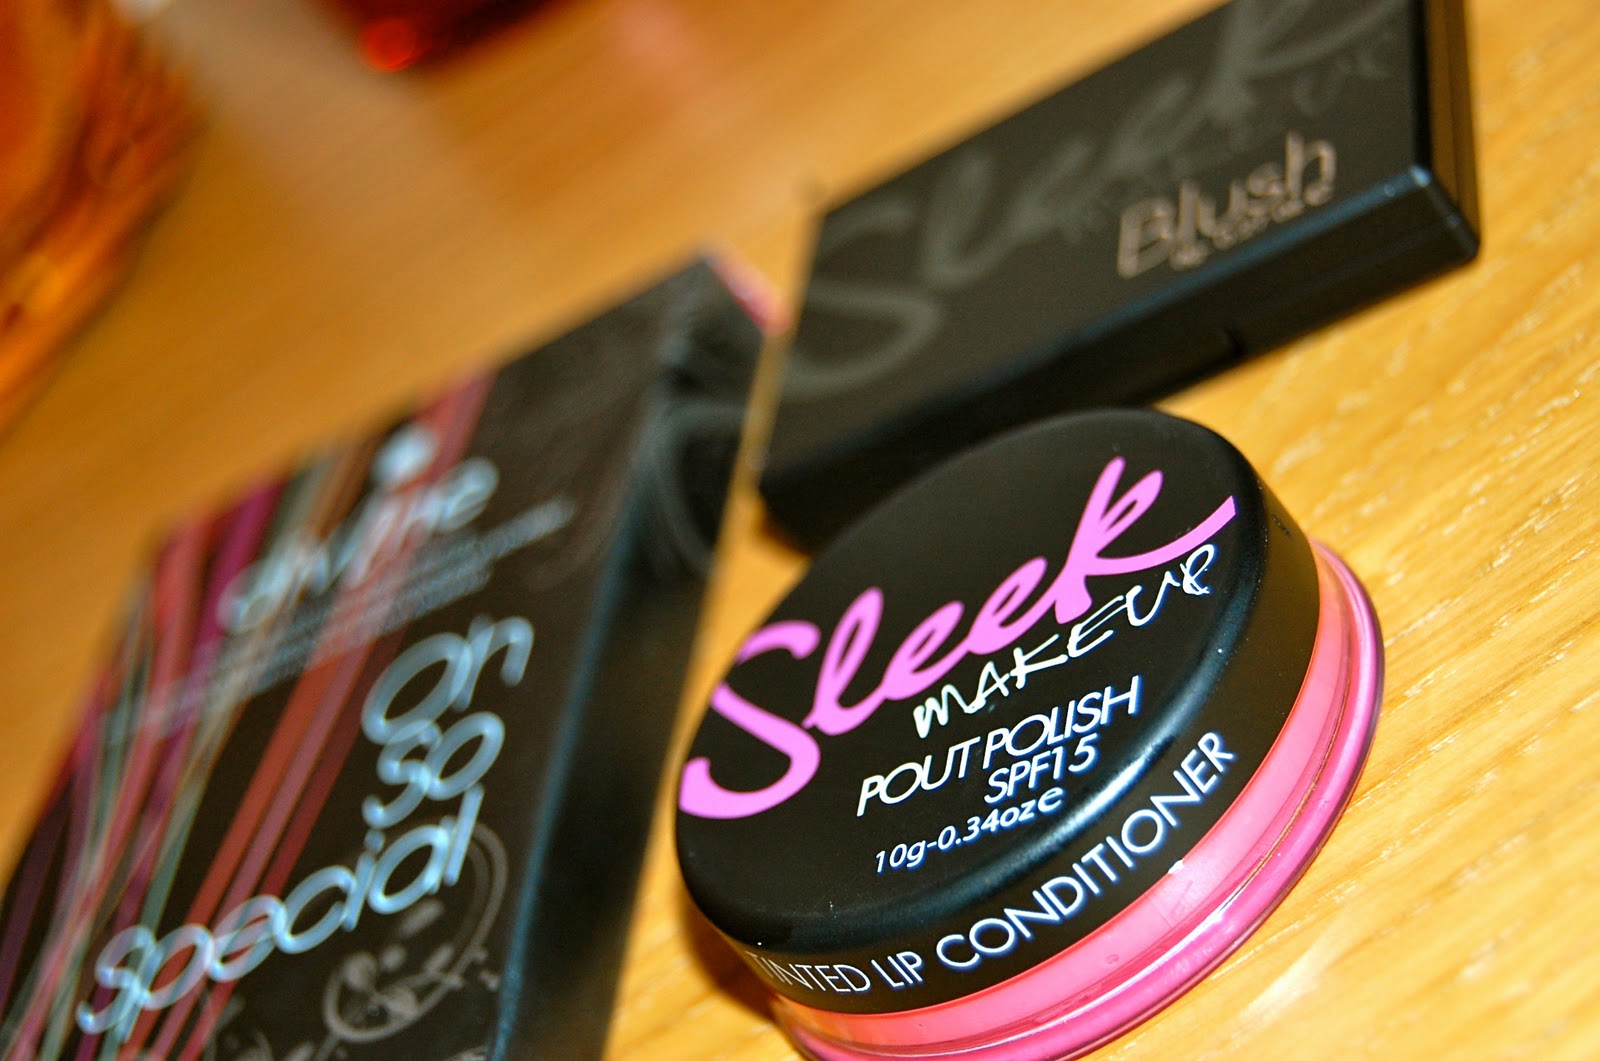 Sleek
MAKEUP
POUT POLISH
SPF15
10g-0.34oze
TINTED LIP CONDITIONER
Sleek
Blush
oh
so
special